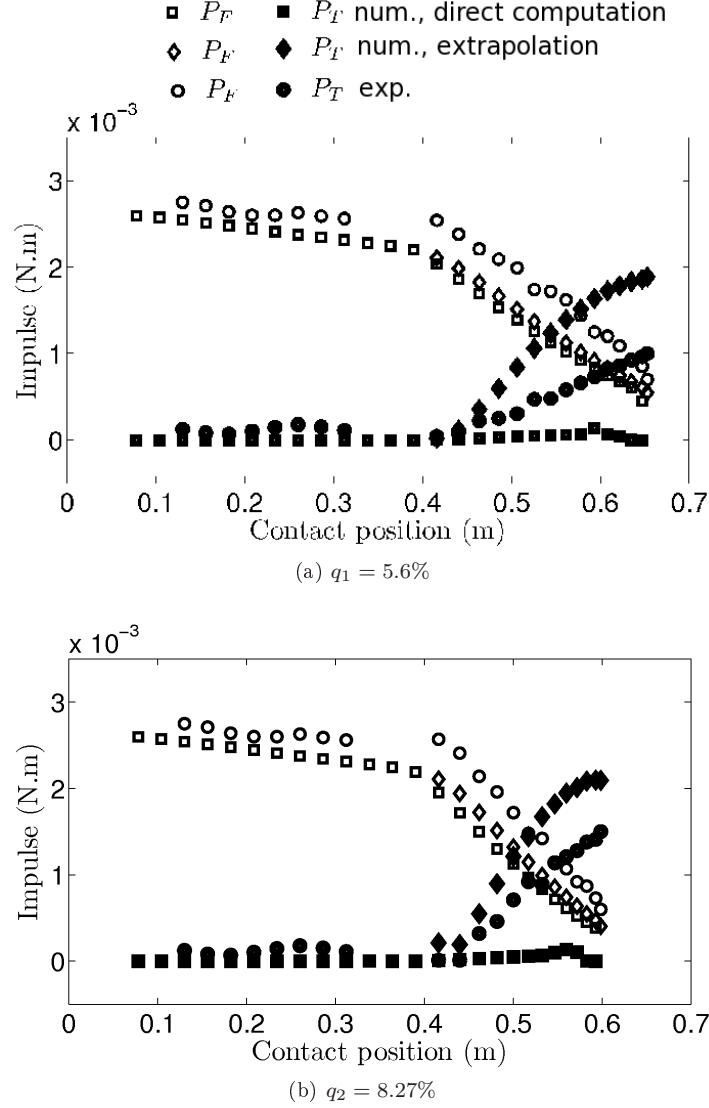 P_F P_T num., direct computation
P_F P_T num., extrapolation
P_F P_T exp.
x 10^-3
3
2
1
0
Impulse (N.m)
0 0.1 0.2 0.3 0.4 0.5 0.6 0.7
Contact position (m)
(a) q_1 = 5.6%
x 10^-3
3
2
1
0
Impulse (N.m)
0 0.1 0.2 0.3 0.4 0.5 0.6 0.7
Contact position (m)
(b) q_2 = 8.27%